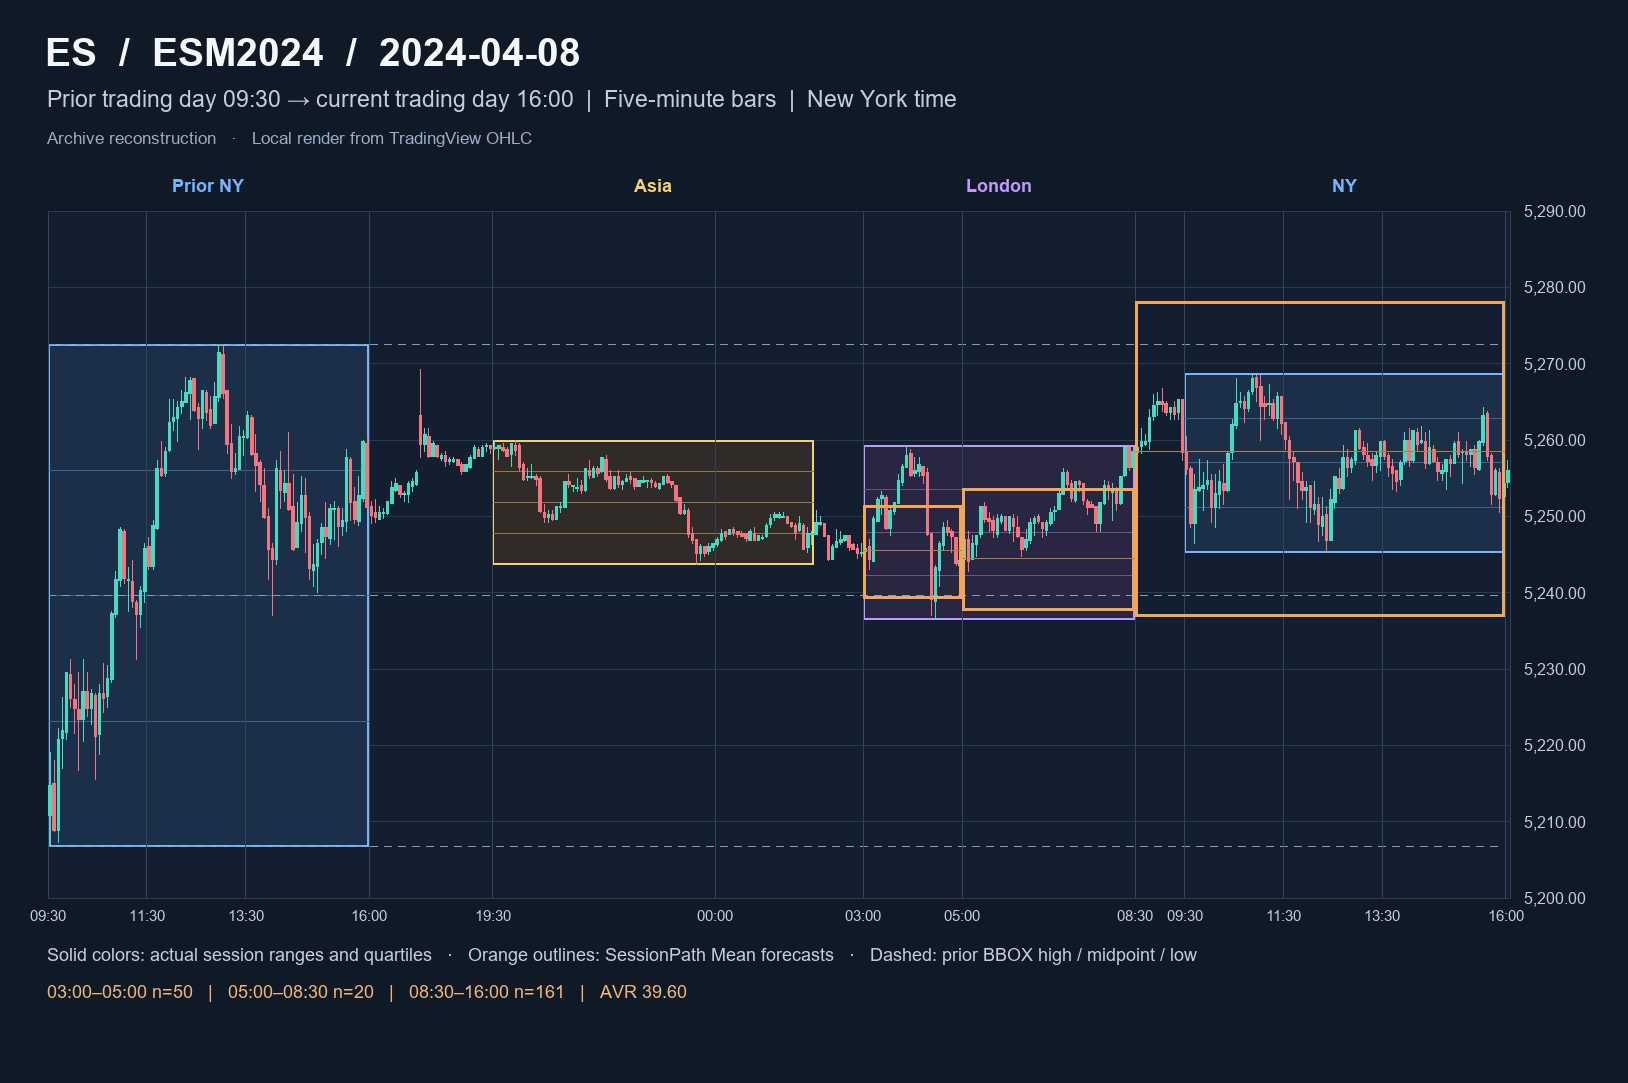 ES / ESM2024 / 2024-04-08
Prior trading day 09:30 → current trading day 16:00 | Five-minute bars | New York time
Archive reconstruction · Local render from TradingView OHLC
Prior NY Asia London NY
5,290.00
5,280.00
5,270.00
5,260.00
5,250.00
5,240.00
5,230.00
5,220.00
5,210.00
5,200.00
09:30 11:30 13:30 16:00 19:30 00:00 03:00 05:00 08:30 09:30 11:30 13:30 16:00
Solid colors: actual session ranges and quartiles · Orange outlines: SessionPath Mean forecasts · Dashed: prior BBOX high / midpoint / low
03:00–05:00 n=50 | 05:00–08:30 n=20 | 08:30–16:00 n=161 | AVR 39.60